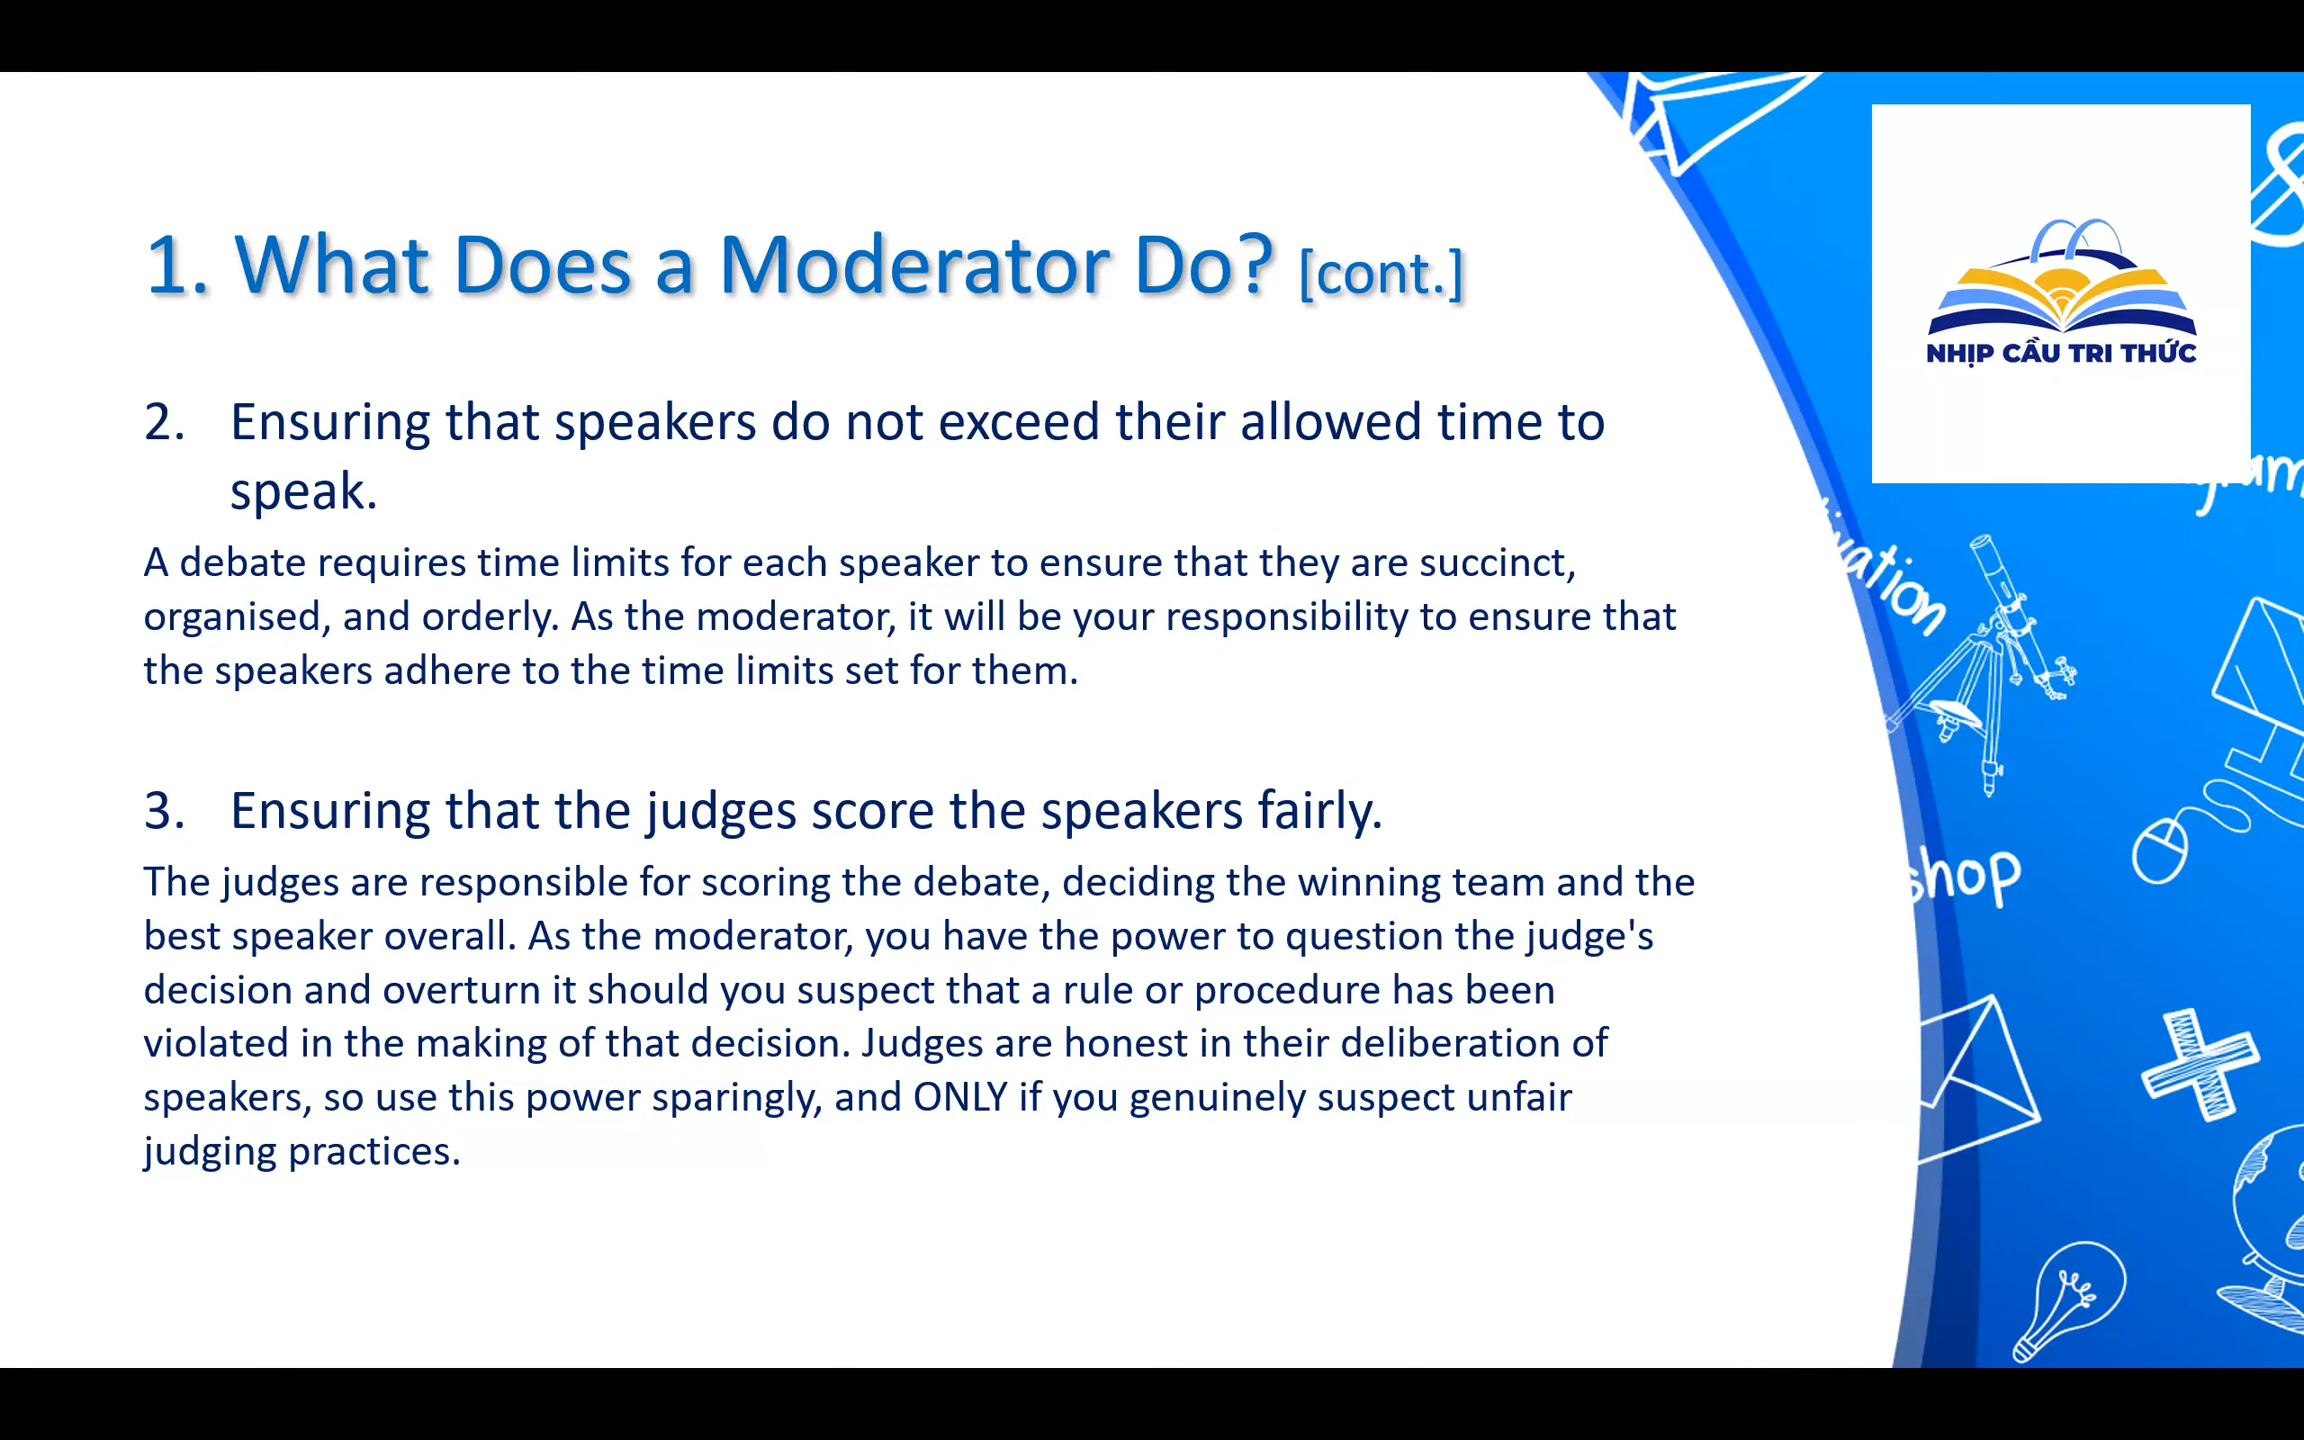 1. What Does a Moderator Do? [cont.]
NHỊP CẦU TRI THỨC
2. Ensuring that speakers do not exceed their allowed time to
speak.
A debate requires time limits for each speaker to ensure that they are succinct,
organised, and orderly. As the moderator, it will be your responsibility to ensure that
the speakers adhere to the time limits set for them.
3. Ensuring that the judges score the speakers fairly.
The judges are responsible for scoring the debate, deciding the winning team and the
best speaker overall. As the moderator, you have the power to question the judge's
decision and overturn it should you suspect that a rule or procedure has been
violated in the making of that decision. Judges are honest in their deliberation of
speakers, so use this power sparingly, and ONLY if you genuinely suspect unfair
judging practices.
shop